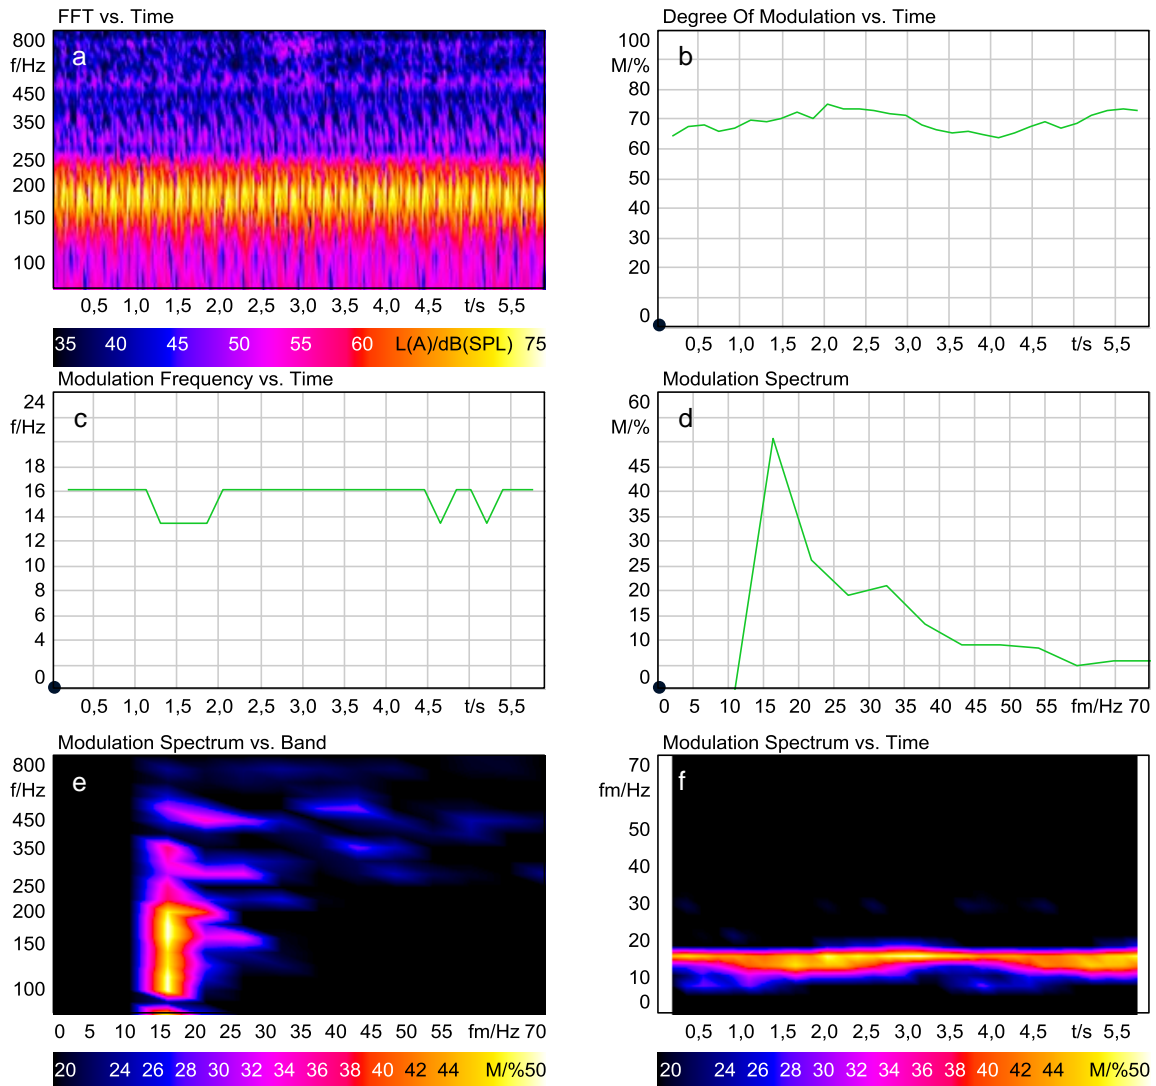 FFT vs. Time
800
f/Hz
450
350
250
200
150
100
a
0,5 1,0 1,5 2,0 2,5 3,0 3,5 4,0 4,5 t/s 5,5
35 40 45 50 55 60 L(A)/dB(SPL) 75
Degree Of Modulation vs. Time
100
M/%
80
70
60
50
40
30
20
0
b
0,5 1,0 1,5 2,0 2,5 3,0 3,5 4,0 4,5 t/s 5,5
Modulation Frequency vs. Time
24
f/Hz
18
16
14
12
10
8
6
4
0
c
0,5 1,0 1,5 2,0 2,5 3,0 3,5 4,0 4,5 t/s 5,5
Modulation Spectrum
60
M/%
45
40
35
30
25
20
15
10
0
d
0 5 10 15 20 25 30 35 40 45 50 55 fm/Hz 70
Modulation Spectrum vs. Band
800
f/Hz
450
350
250
200
150
100
e
0 5 10 15 20 25 30 35 40 45 50 55 fm/Hz 70
20 24 26 28 30 32 34 36 38 40 42 44 M/%50
Modulation Spectrum vs. Time
70
fm/Hz
50
40
30
20
10
0
f
0,5 1,0 1,5 2,0 2,5 3,0 3,5 4,0 4,5 t/s 5,5
20 24 26 28 30 32 34 36 38 40 42 44 M/%50